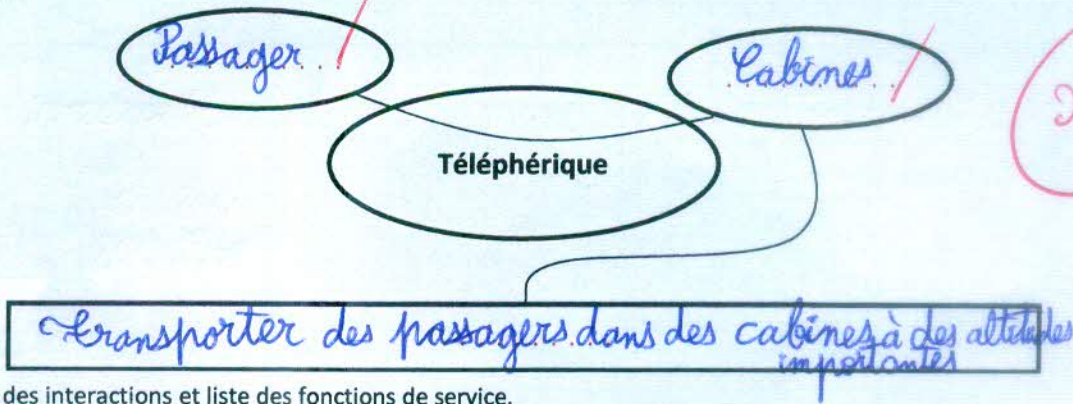 Passager
Cabines
Téléphérique
Transporter des passagers dans des cabines à des altitudes
importantes
des interactions et liste des fonctions de service.